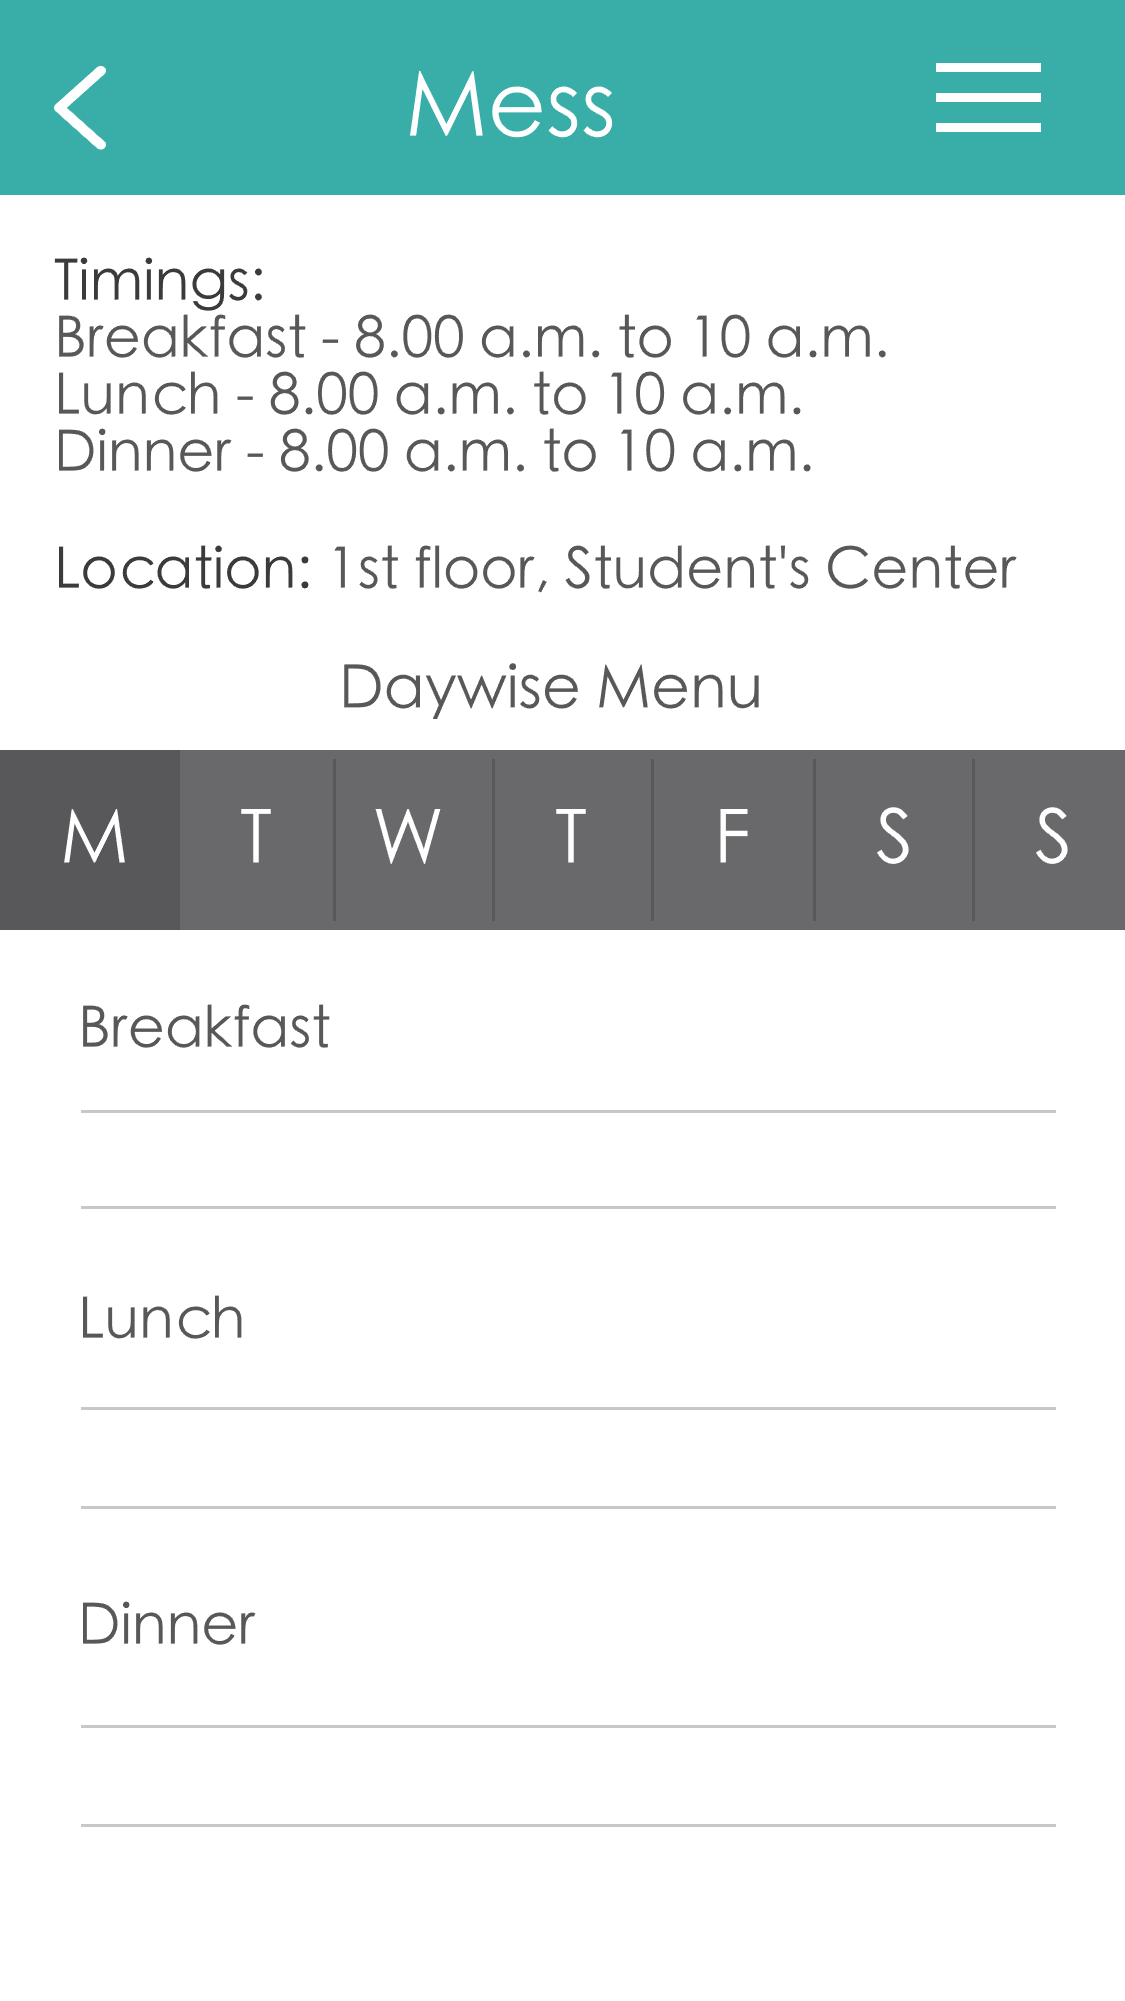 Mess
Timings:
Breakfast - 8.00 a.m. to 10 a.m.
Lunch - 8.00 a.m. to 10 a.m.
Dinner - 8.00 a.m. to 10 a.m.
Location: 1st floor, Student's Center
Daywise Menu
M T W T F S S
Breakfast
Lunch
Dinner